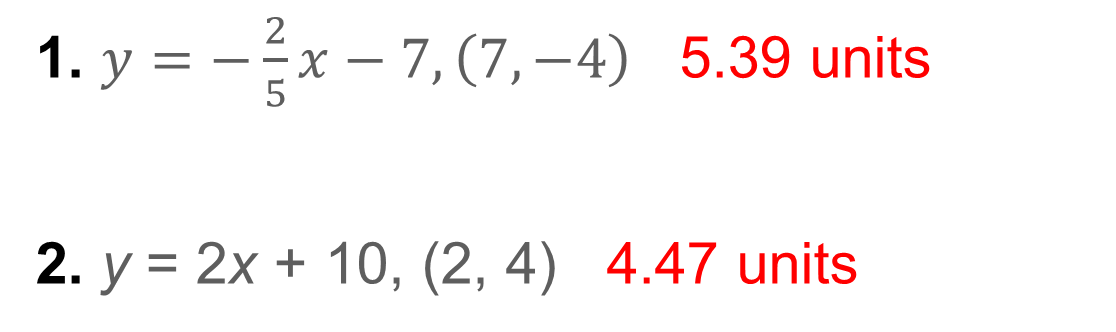 1. y = −2/5x − 7, (7, −4) 5.39 units
2. y = 2x + 10, (2, 4) 4.47 units